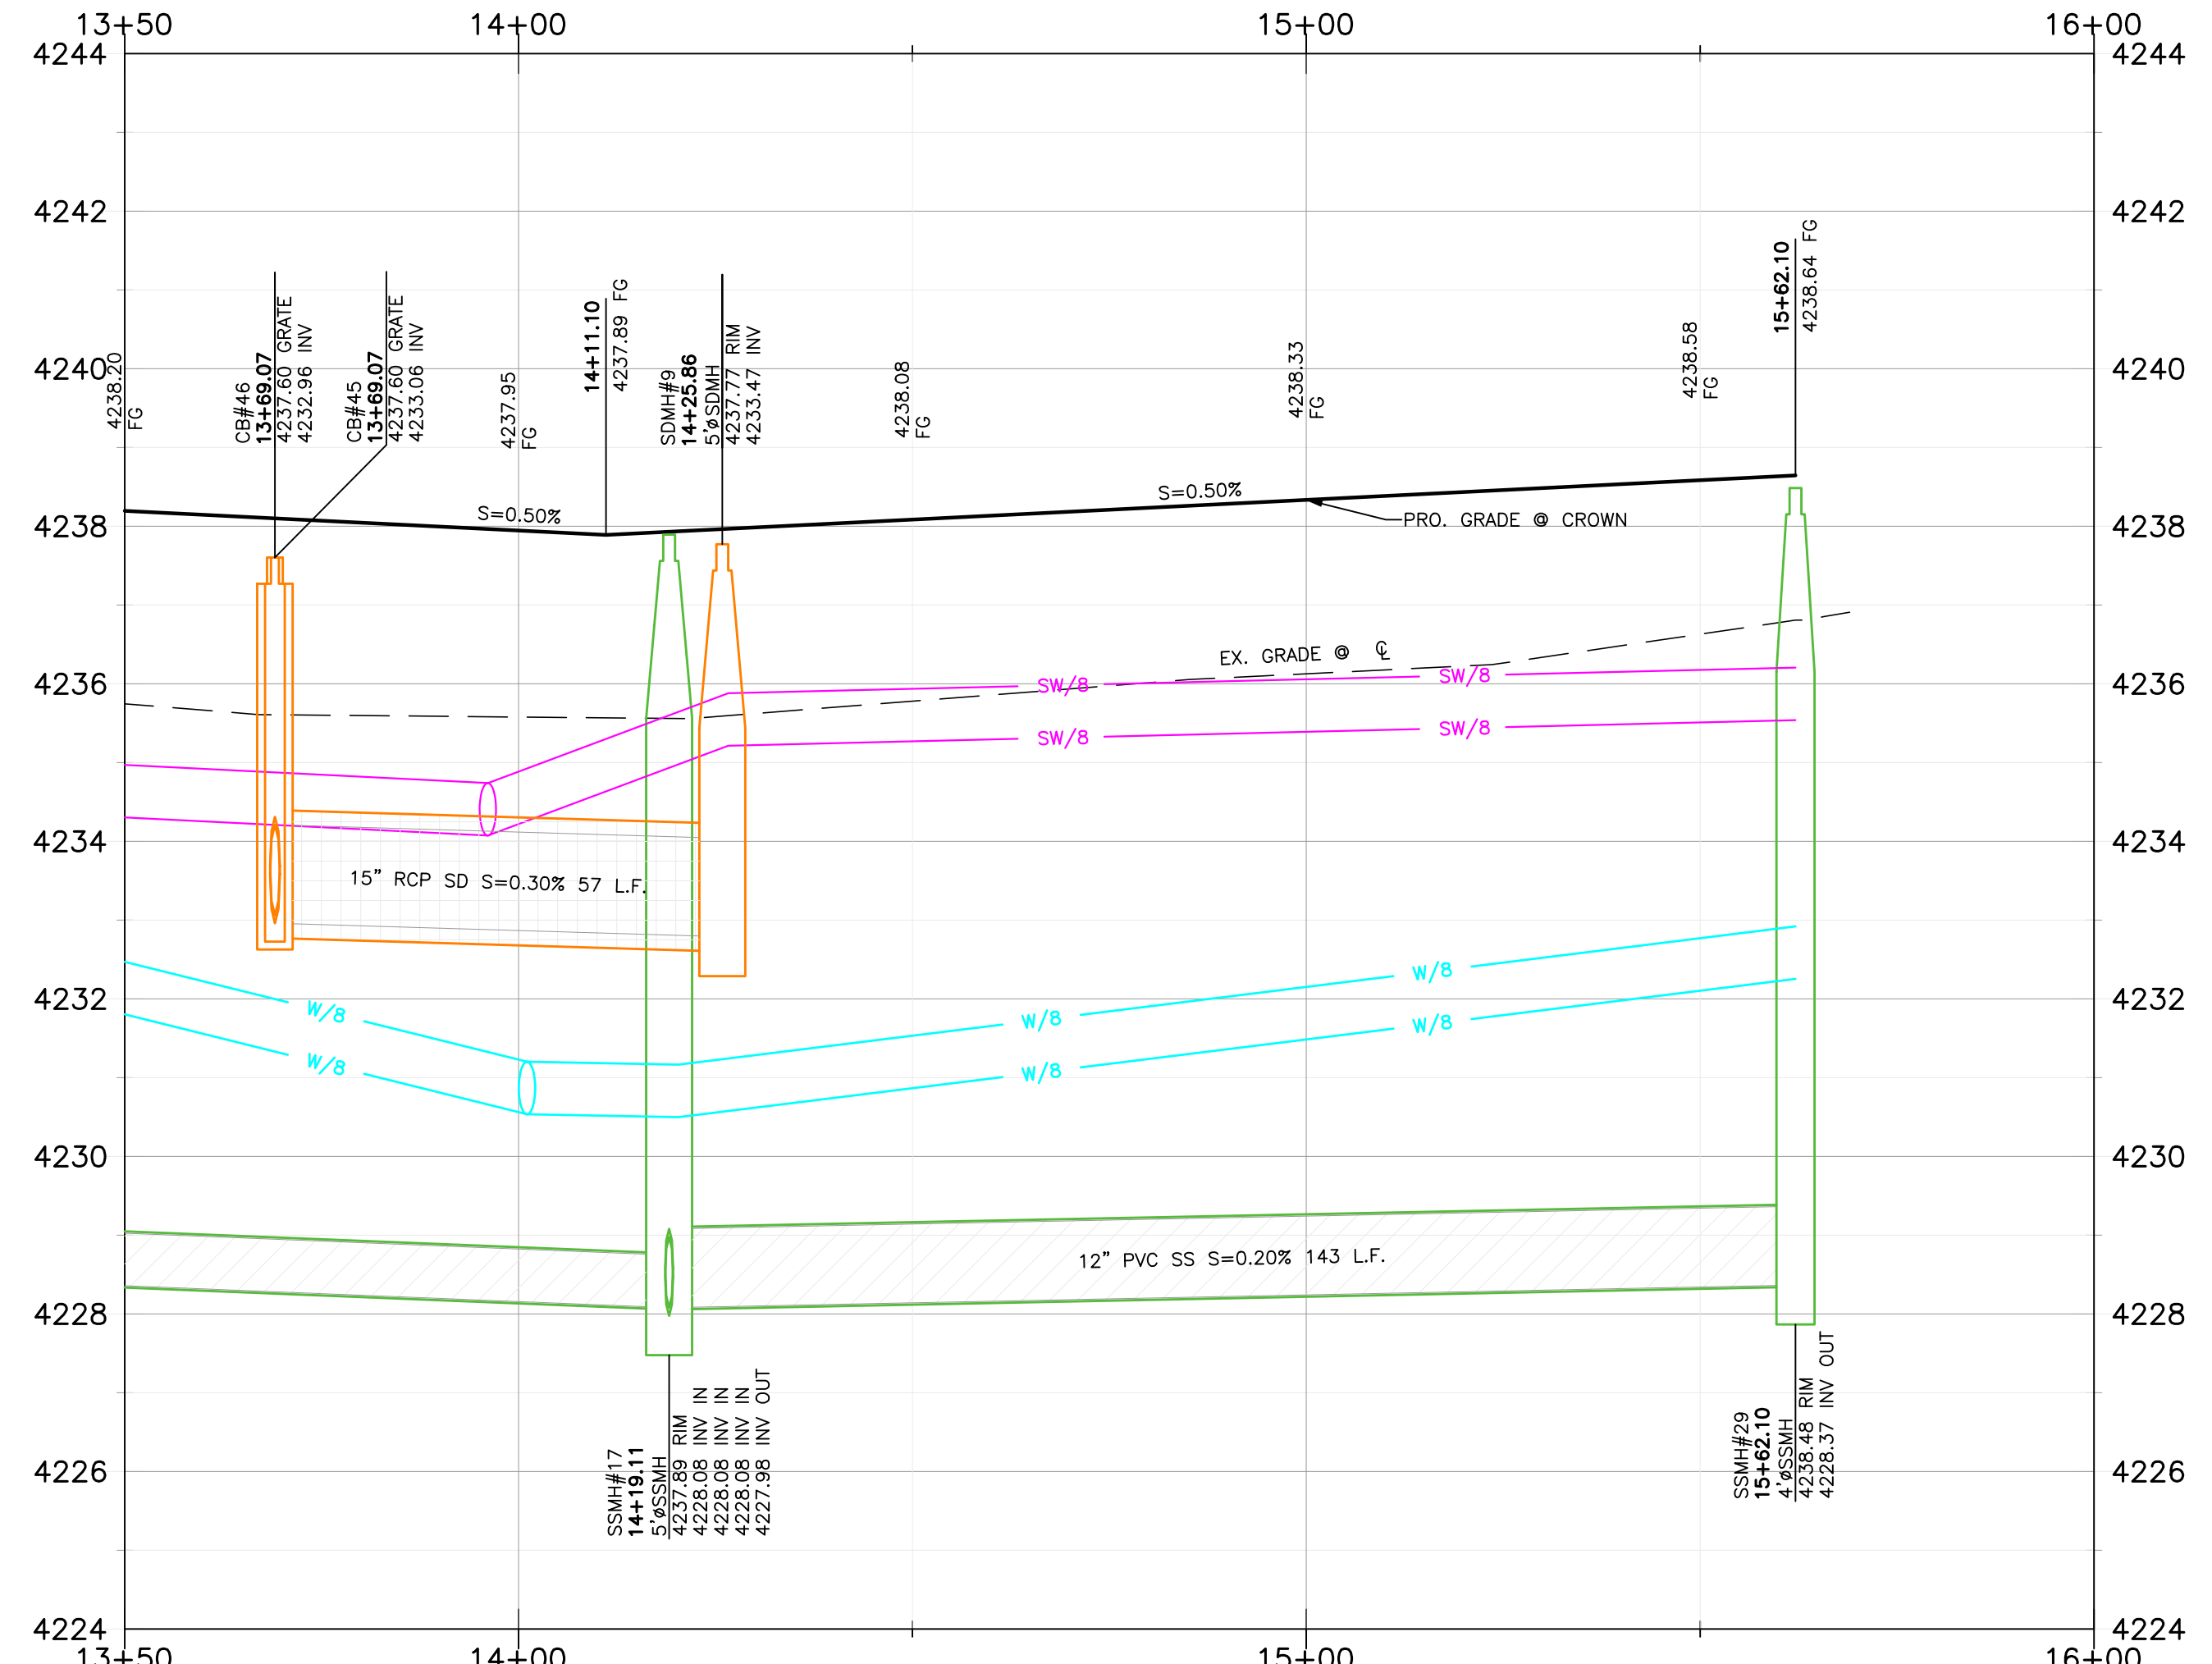 13+50
14+00
15+00
16+00
4244
4244
4242
4242
4240
4240
4238
4238
4236
4236
4234
4234
4232
4232
4230
4230
4228
4228
4226
4226
4224
4224
4238.20
FG
CB#46
13+69.07
4237.60 GRATE
4232.96 INV
CB#45
13+69.07
4237.60 GRATE
4233.06 INV
4237.95
FG
14+11.10
4237.89 FG
SDMH#9
14+25.86
5'øSDMH
4237.77 RIM
4233.47 INV
4238.08
FG
4238.33
FG
4238.58
FG
15+62.10
4238.64 FG
S=0.50%
S=0.50%
PRO. GRADE @ CROWN
EX. GRADE @ ℄
SW/8
SW/8
SW/8
SW/8
15" RCP SD S=0.30% 57 L.F.
W/8
W/8
W/8
W/8
W/8
W/8
12" PVC SS S=0.20% 143 L.F.
SSMH#17
14+19.11
5'øSSMH
4237.89 RIM
4228.08 INV IN
4228.08 INV IN
4228.08 INV IN
4227.98 INV OUT
SSMH#29
15+62.10
4'øSSMH
4238.48 RIM
4228.37 INV OUT
13+50
14+00
15+00
16+00